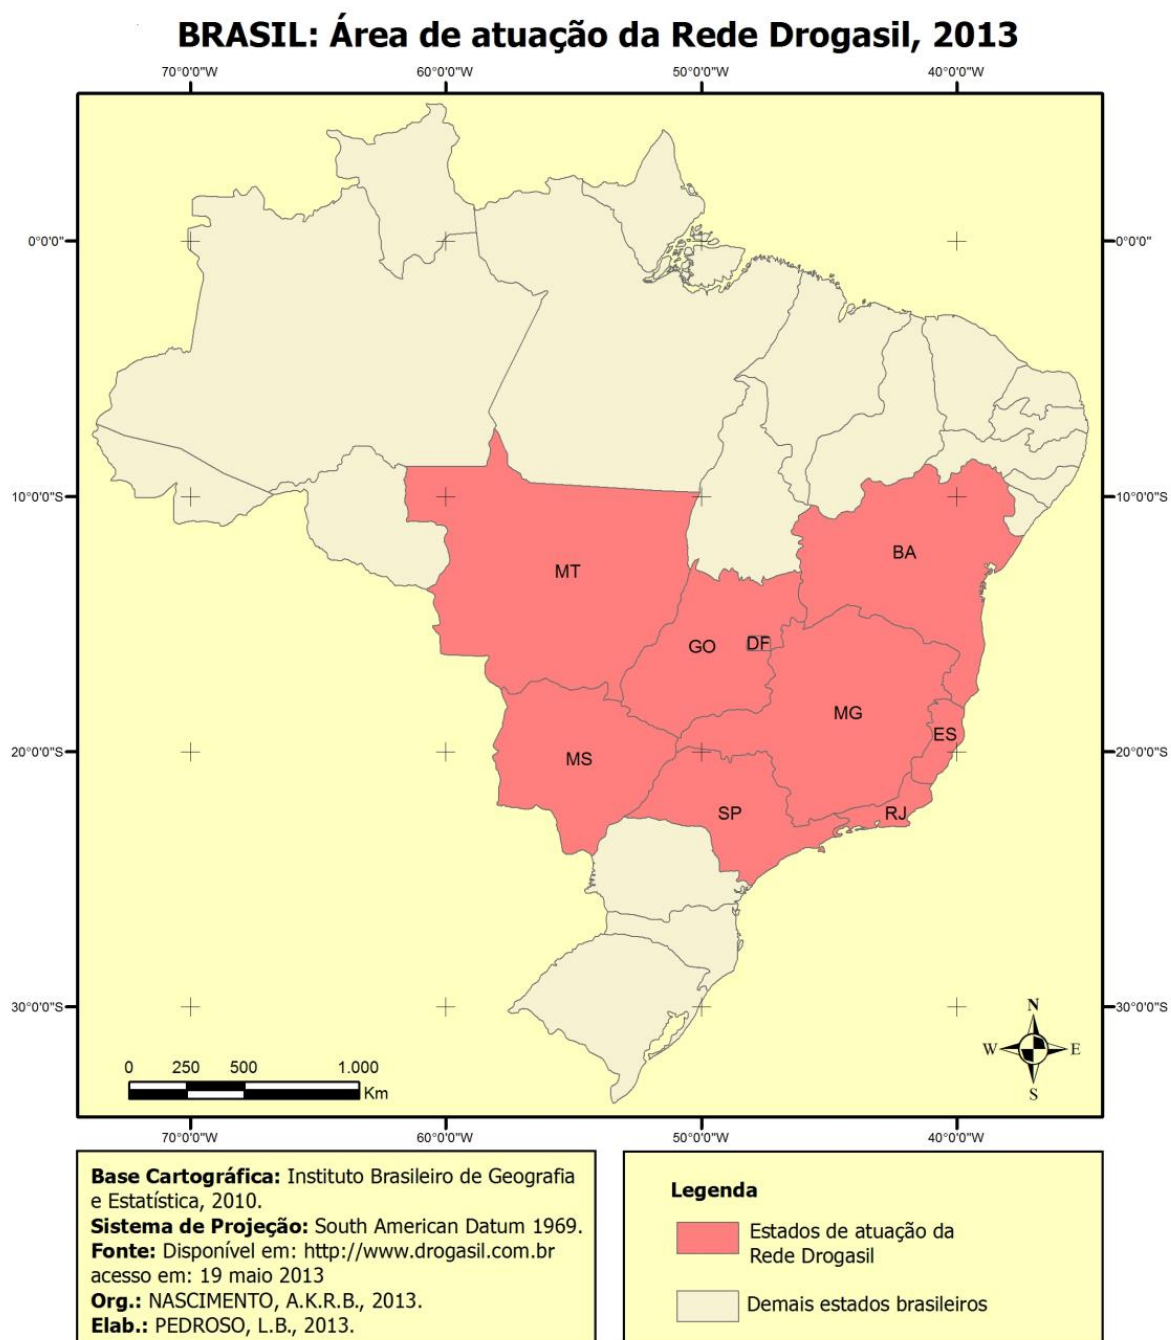 BRASIL: Área de atuação da Rede Drogasil, 2013
70°0'0"W 60°0'0"W 50°0'0"W 40°0'0"W
0°0'0" 0°0'0"
10°0'0"S 10°0'0"S
BA
MT
GO DF
MG
ES
20°0'0"S 20°0'0"S
MS
SP RJ
30°0'0"S 30°0'0"S
N
W E
S
0 250 500 1.000
Km
70°0'0"W 60°0'0"W 50°0'0"W 40°0'0"W
Base Cartográfica: Instituto Brasileiro de Geografia
e Estatística, 2010.
Sistema de Projeção: South American Datum 1969.
Fonte: Disponível em: http://www.drogasil.com.br
acesso em: 19 maio 2013
Org.: NASCIMENTO, A.K.R.B., 2013.
Elab.: PEDROSO, L.B., 2013.
Legenda
Estados de atuação da
Rede Drogasil
Demais estados brasileiros